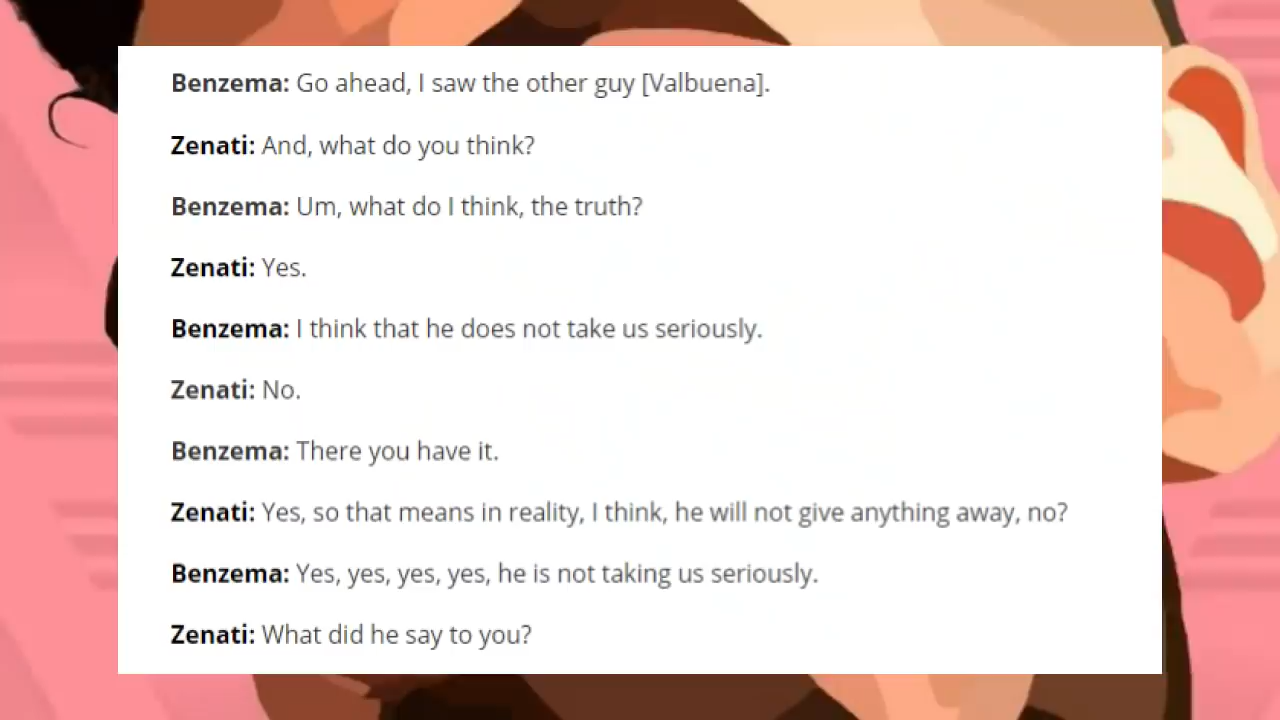 Benzema: Go ahead, I saw the other guy [Valbuena].
Zenati: And, what do you think?
Benzema: Um, what do I think, the truth?
Zenati: Yes.
Benzema: I think that he does not take us seriously.
Zenati: No.
Benzema: There you have it.
Zenati: Yes, so that means in reality, I think, he will not give anything away, no?
Benzema: Yes, yes, yes, yes, he is not taking us seriously.
Zenati: What did he say to you?